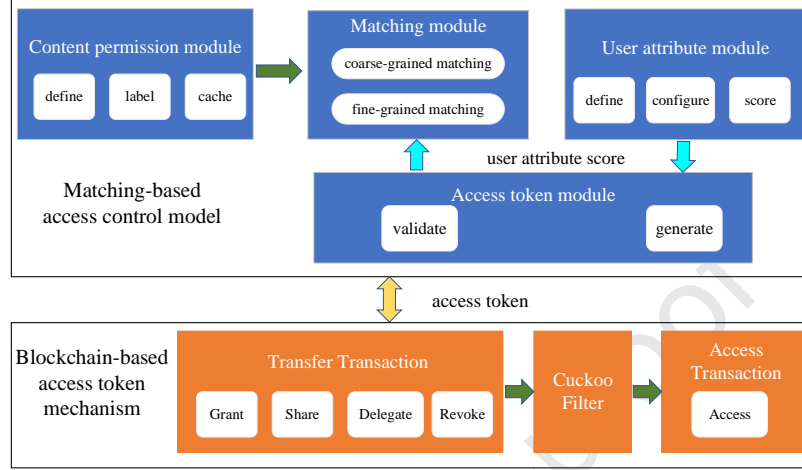 Content permission module
define
label
cache
Matching module
coarse-grained matching
fine-grained matching
User attribute module
define
configure
score
user attribute score
Matching-based
access control model
Access token module
validate
generate
access token
Blockchain-based
access token
mechanism
Transfer Transaction
Grant
Share
Delegate
Revoke
Cuckoo
Filter
Access
Transaction
Access